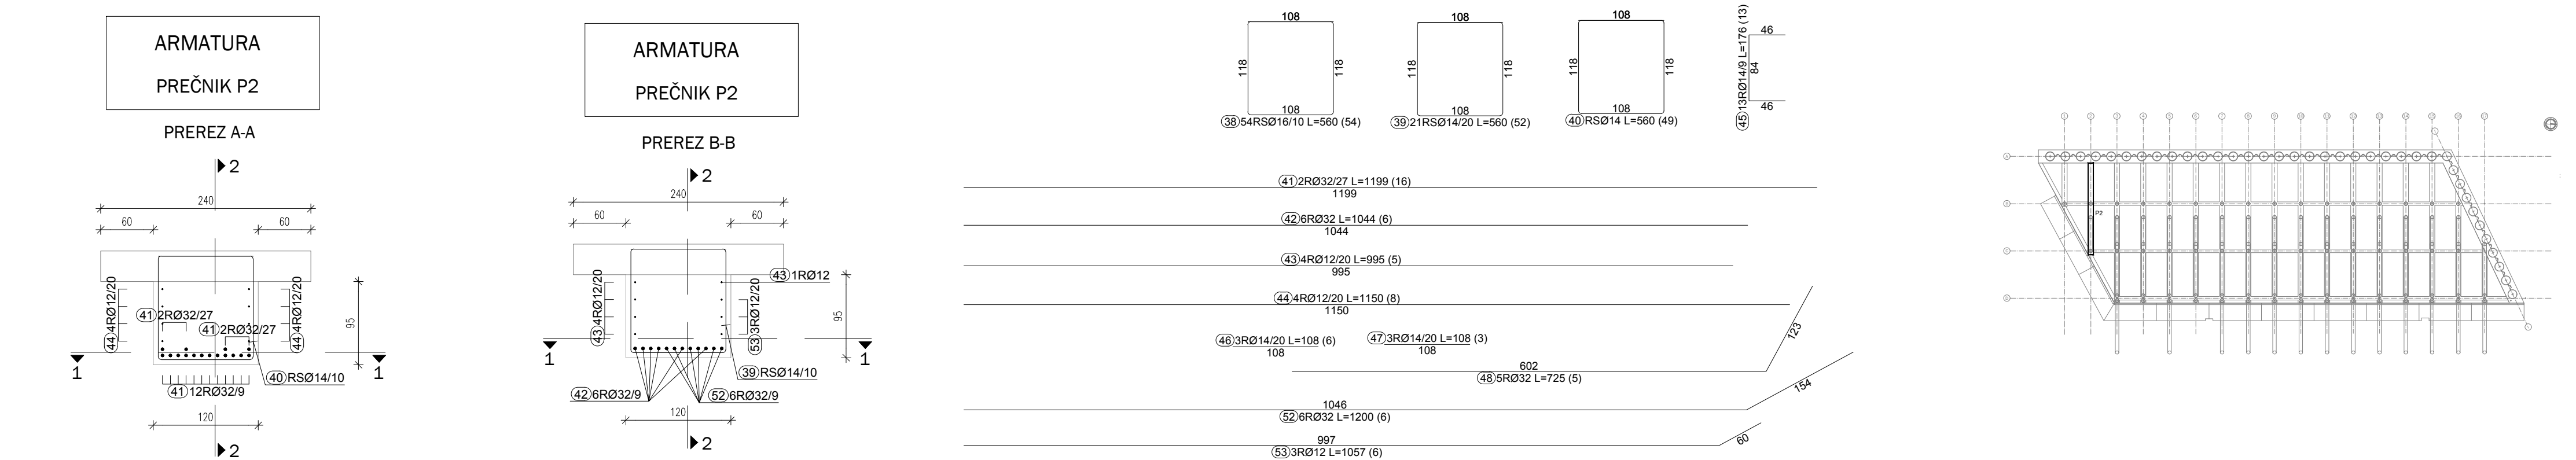 ARMATURA
PREČNIK P2
PREREZ A-A
2
240
60
60
44 4RØ12/20
41 2RØ32/27
41 2RØ32/27
44 4RØ12/20
95
1
1
40 RSØ14/10
41 12RØ32/9
120
2
ARMATURA
PREČNIK P2
PREREZ B-B
2
240
60
60
43 1RØ12
43 4RØ12/20
53 3RØ12/20
95
1
1
39 RSØ14/10
42 6RØ32/9
52 6RØ32/9
120
2
108
118
118
108
38 54RSØ16/10 L=560 (54)
108
118
118
108
39 21RSØ14/20 L=560 (52)
108
118
118
108
40 RSØ14 L=560 (49)
45 13RØ14/9 L=176 (13)
46
84
46
41 2RØ32/27 L=1199 (16)
1199
42 6RØ32 L=1044 (6)
1044
43 4RØ12/20 L=995 (5)
995
44 4RØ12/20 L=1150 (8)
1150
46 3RØ14/20 L=108 (6)
108
47 3RØ14/20 L=108 (3)
108
602
123
48 5RØ32 L=725 (5)
1046
154
52 6RØ32 L=1200 (6)
997
60
53 3RØ12 L=1057 (6)
P2